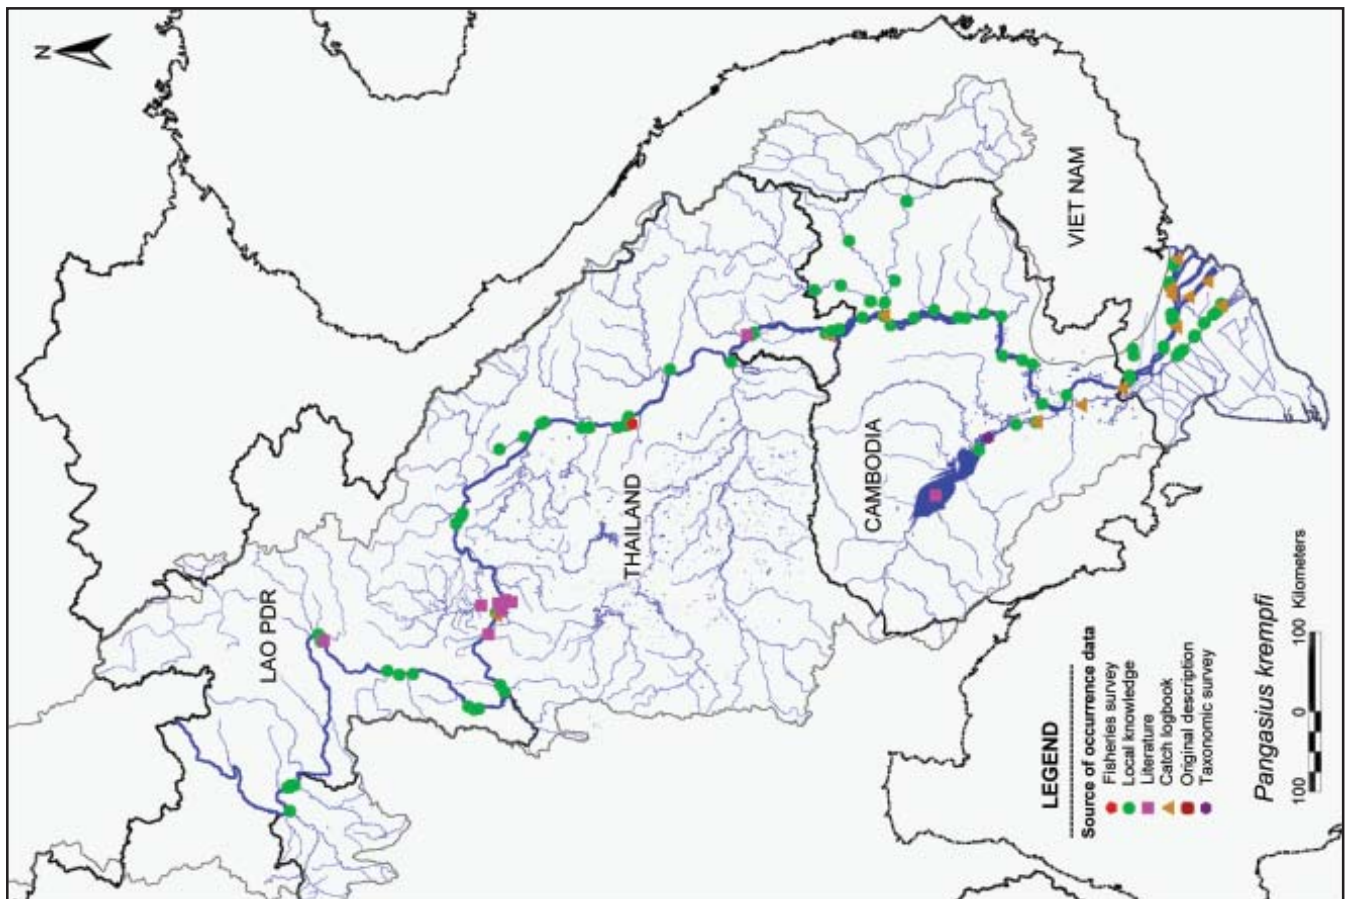 N
LAO PDR
THAILAND
VIET NAM
CAMBODIA
LEGEND
Source of occurrence data
Fisheries survey
Local knowledge
Literature
Catch logbook
Original description
Taxonomic survey
Pangasius krempfi
100 0 100 Kilometers